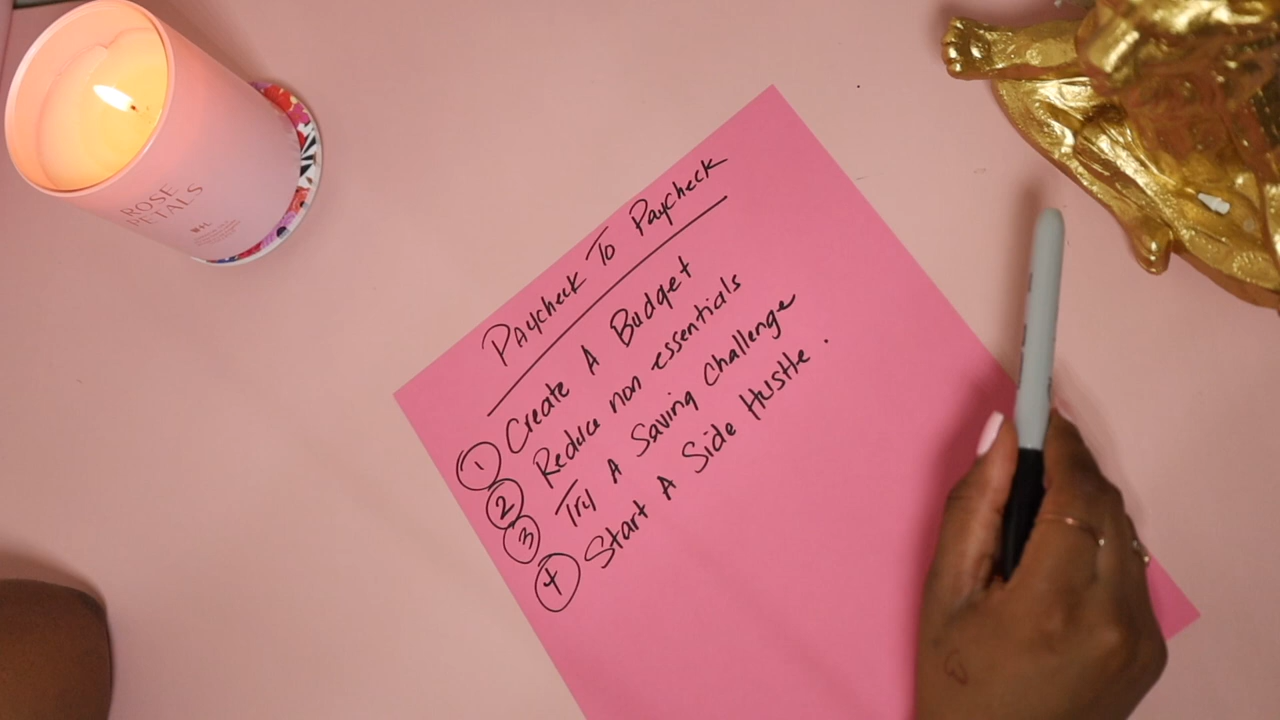 ROSE
PETALS
Paycheck To Paycheck
1 Create A Budget
2 Reduce non essentials
3 Try A Saving Challenge
4 Start A Side Hustle.